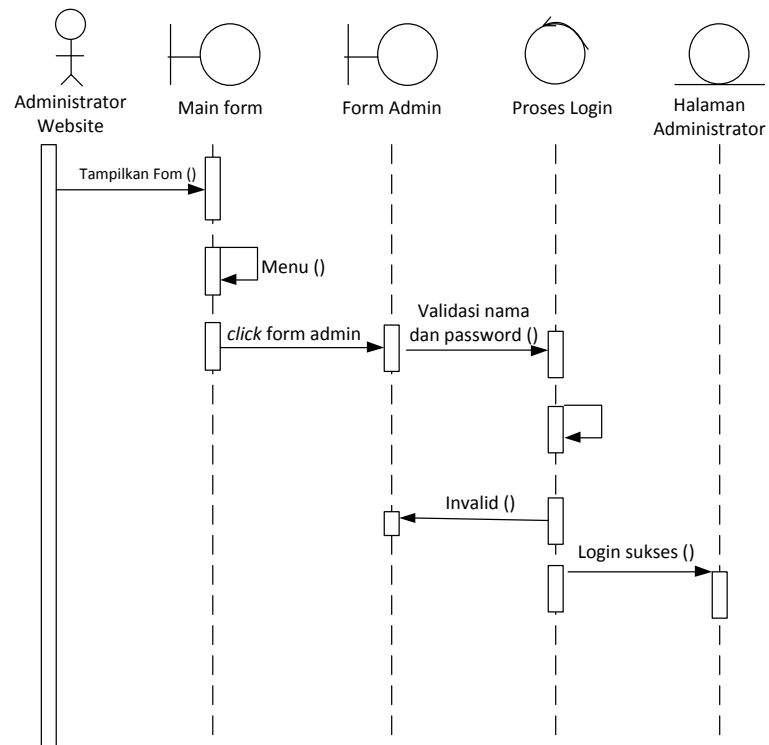 Administrator
Website
Main form
Form Admin
Proses Login
Halaman
Administrator
Tampilkan Fom ()
Menu ()
click form admin
Validasi nama
dan password ()
Invalid ()
Login sukses ()